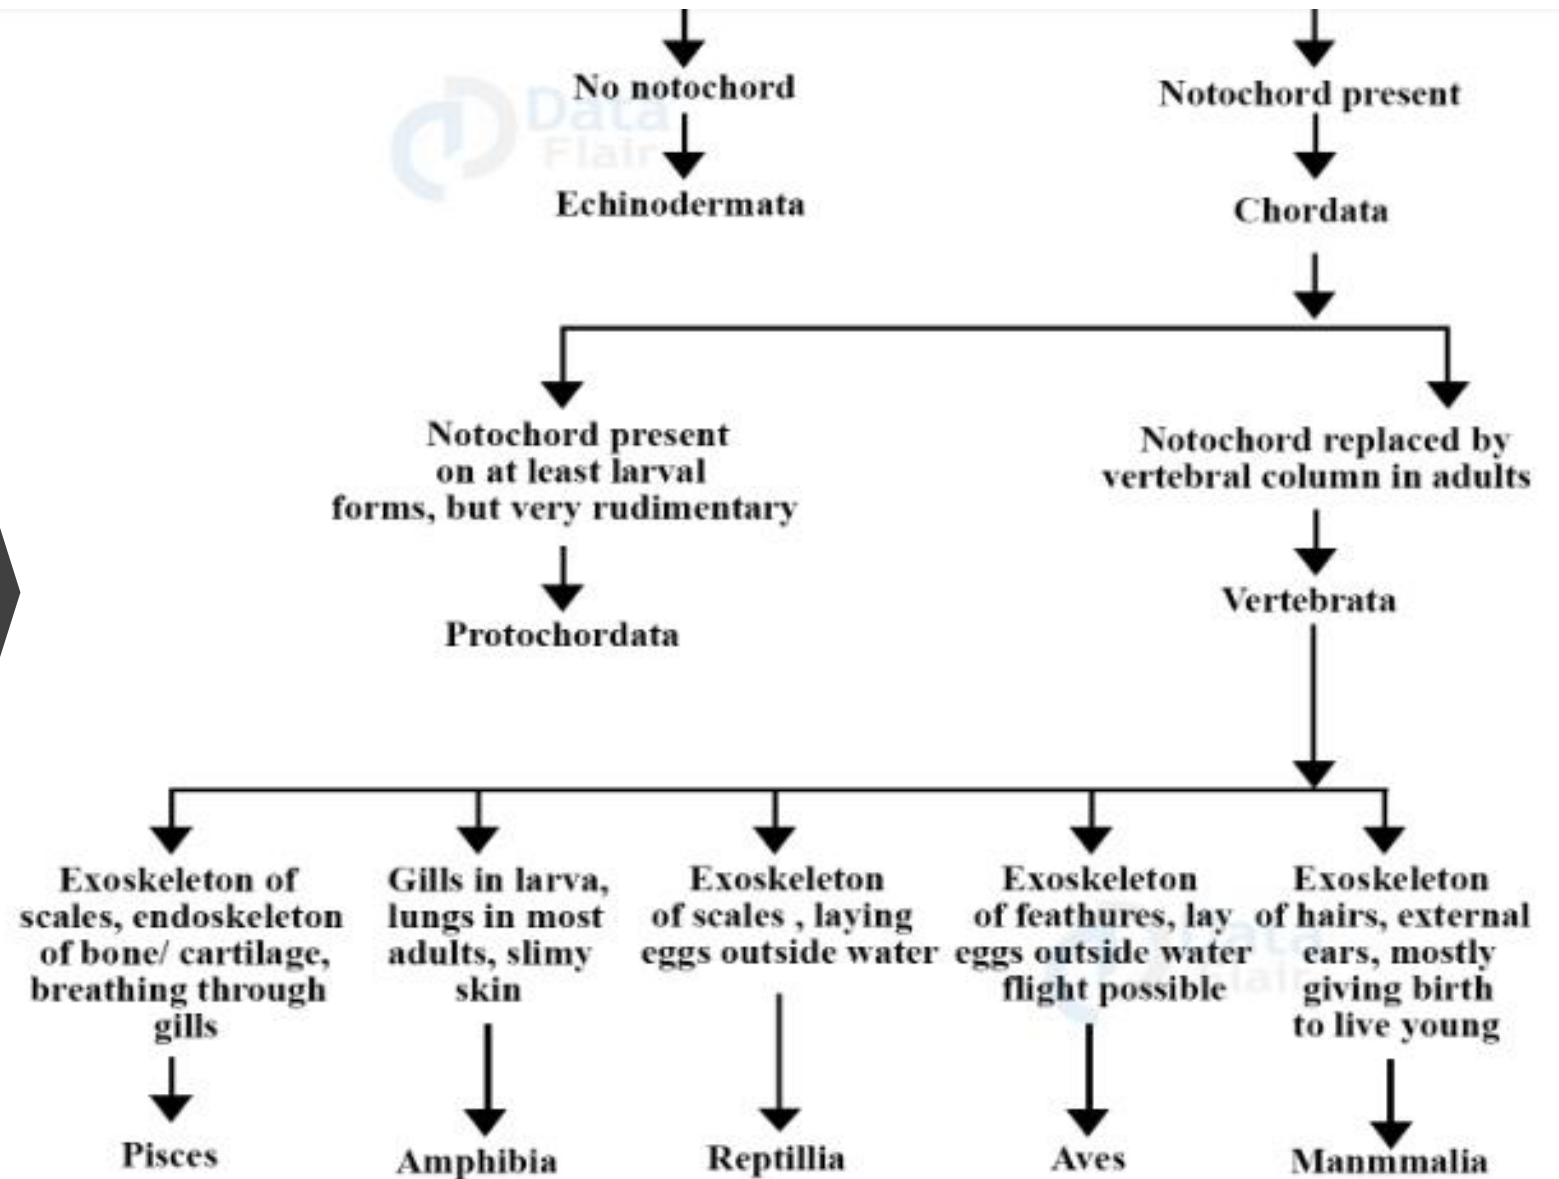 No notochord
Notochord present
Data
Flair
Echinodermata
Chordata
Notochord present
on at least larval
forms, but very rudimentary
Notochord replaced by
vertebral column in adults
Protochordata
Vertebrata
Exoskeleton of
scales, endoskeleton
of bone/ cartilage,
breathing through
gills
Gills in larva,
lungs in most
adults, slimy
skin
Exoskeleton
of scales , laying
eggs outside water
Exoskeleton
of feathures, lay
eggs outside water
flight possible
Exoskeleton
of hairs, external
ears, mostly
giving birth
to live young
Data
Flair
Pisces
Amphibia
Reptillia
Aves
Manmmalia